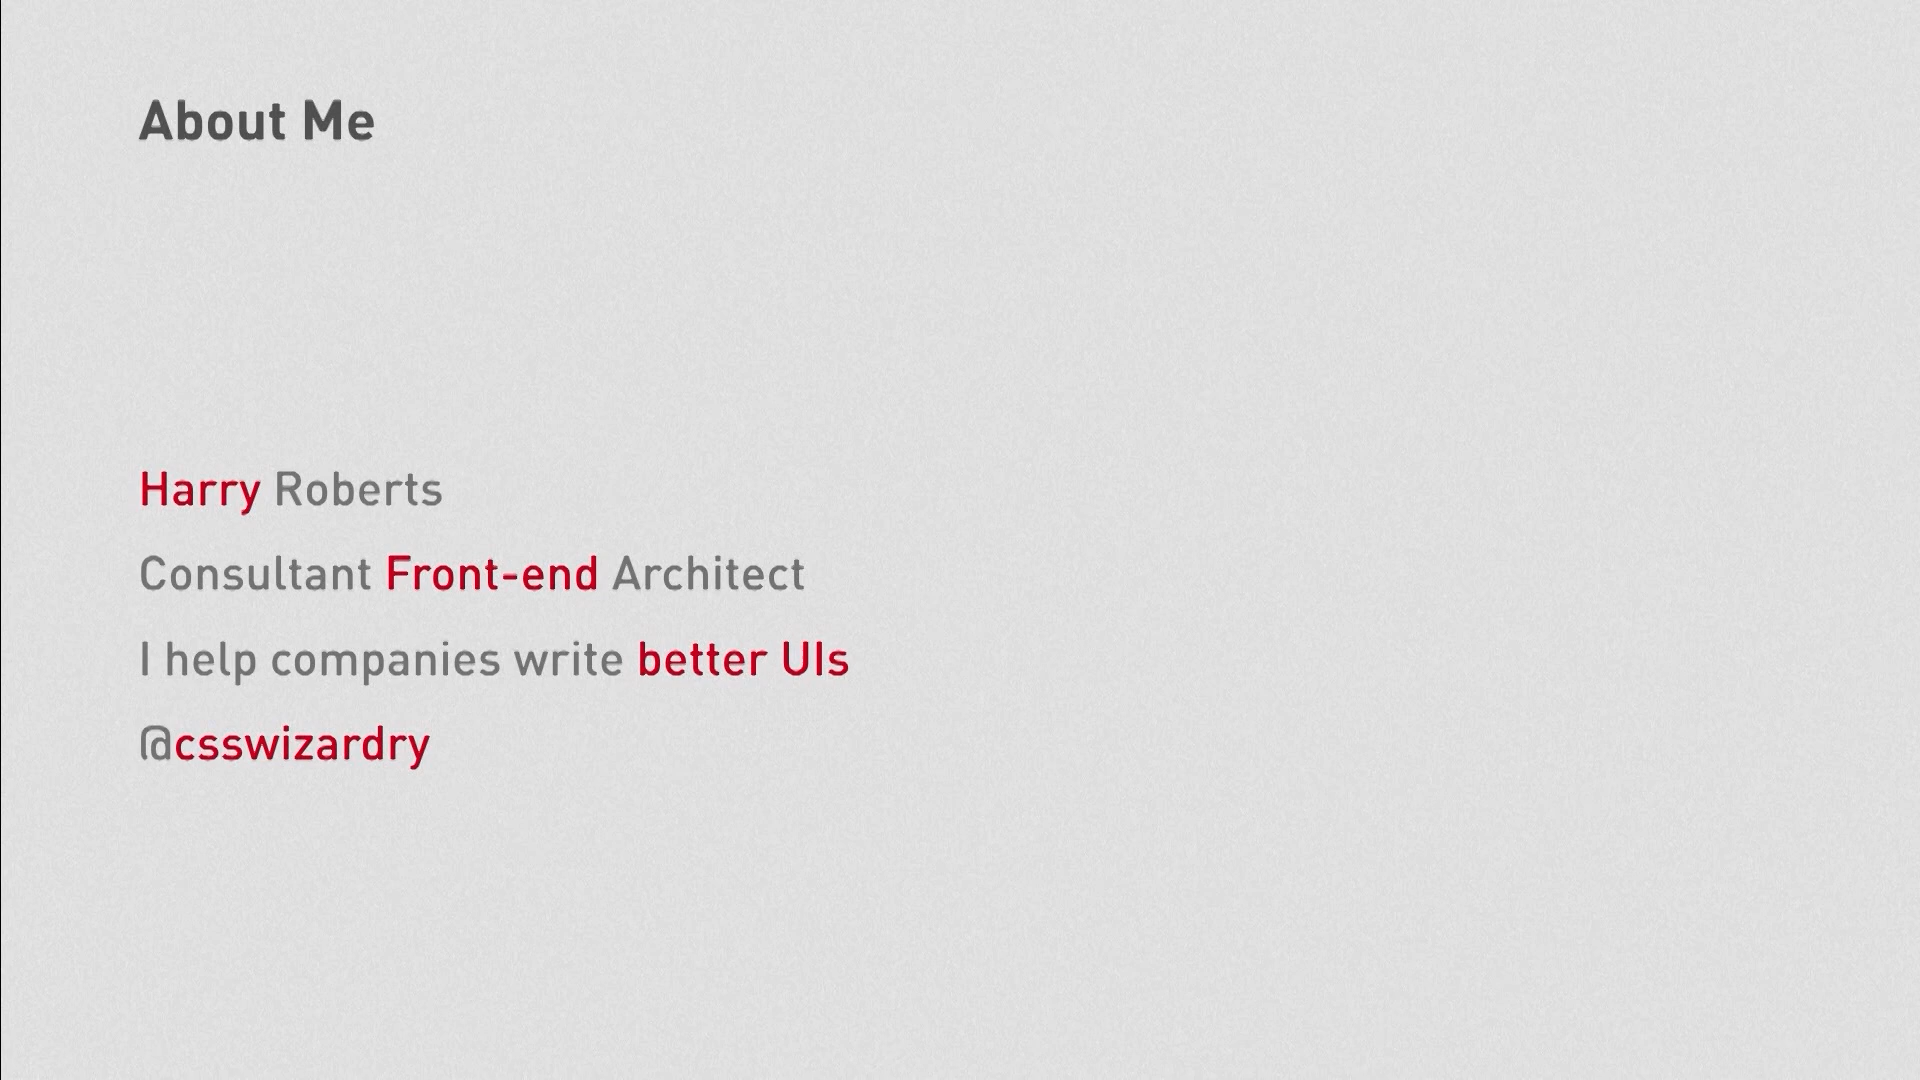 About Me
Harry Roberts
Consultant Front-end Architect
I help companies write better UIs
@csswizardry